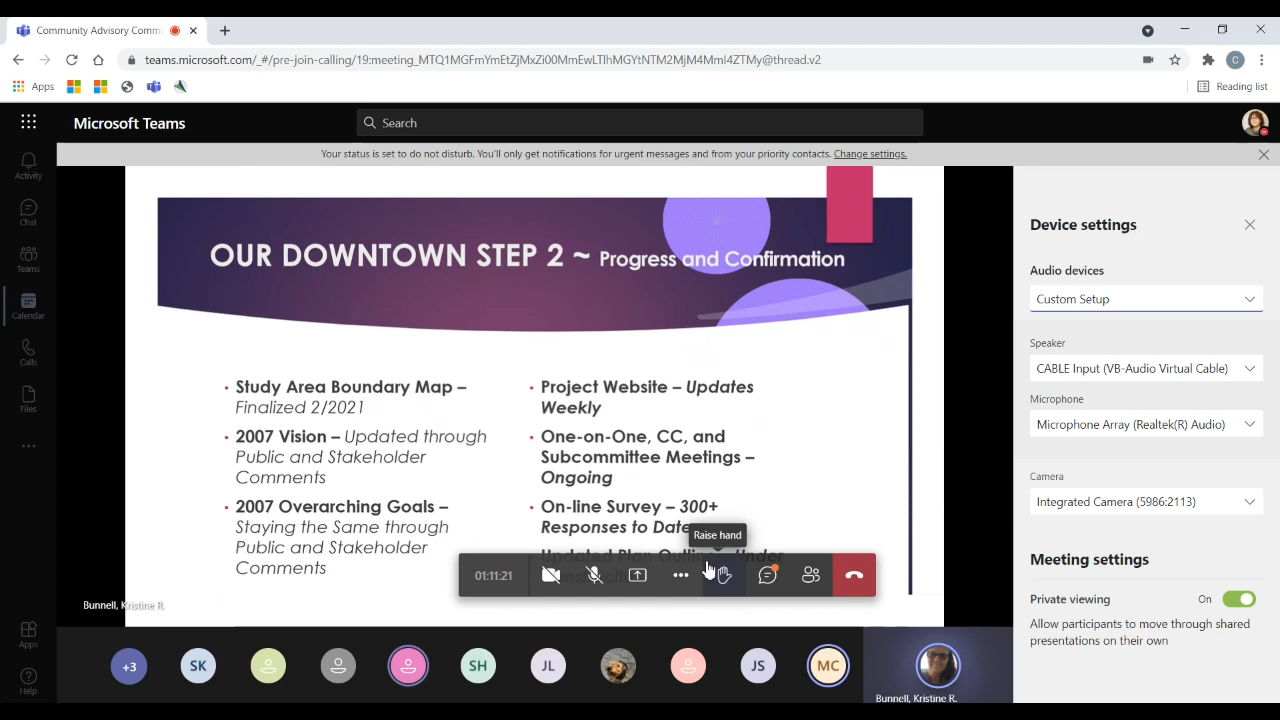 Community Advisory Comm
teams.microsoft.com/_#/pre-join-calling/19:meeting_MTQ1MGFmYmEtZjMxZi00MmEwLTlhMGYtNTM2MjM4MmI4ZTMy@thread.v2
C
Apps
Reading list
Microsoft Teams
Search
Your status is set to do not disturb. You'll only get notifications for urgent messages and from your priority contacts. Change settings.
Activity
Chat
Teams
Calendar
Calls
Files
Apps
Help
OUR DOWNTOWN STEP 2 ~ Progress and Confirmation
• Study Area Boundary Map –
Finalized 2/2021
• 2007 Vision – Updated through
Public and Stakeholder
Comments
• 2007 Overarching Goals –
Staying the Same through
Public and Stakeholder
Comments
• Project Website – Updates
Weekly
• One-on-One, CC, and
Subcommittee Meetings –
Ongoing
• On-line Survey – 300+
Responses to Date
Updated Plan Outline – Under
Raise hand
01:11:21
Bunnell, Kristine R.
+3
SK
SH
JL
JS
MC
Bunnell, Kristine R.
Device settings
Audio devices
Custom Setup
Speaker
CABLE Input (VB-Audio Virtual Cable)
Microphone
Microphone Array (Realtek(R) Audio)
Camera
Integrated Camera (5986:2113)
Meeting settings
Private viewing On
Allow participants to move through shared
presentations on their own